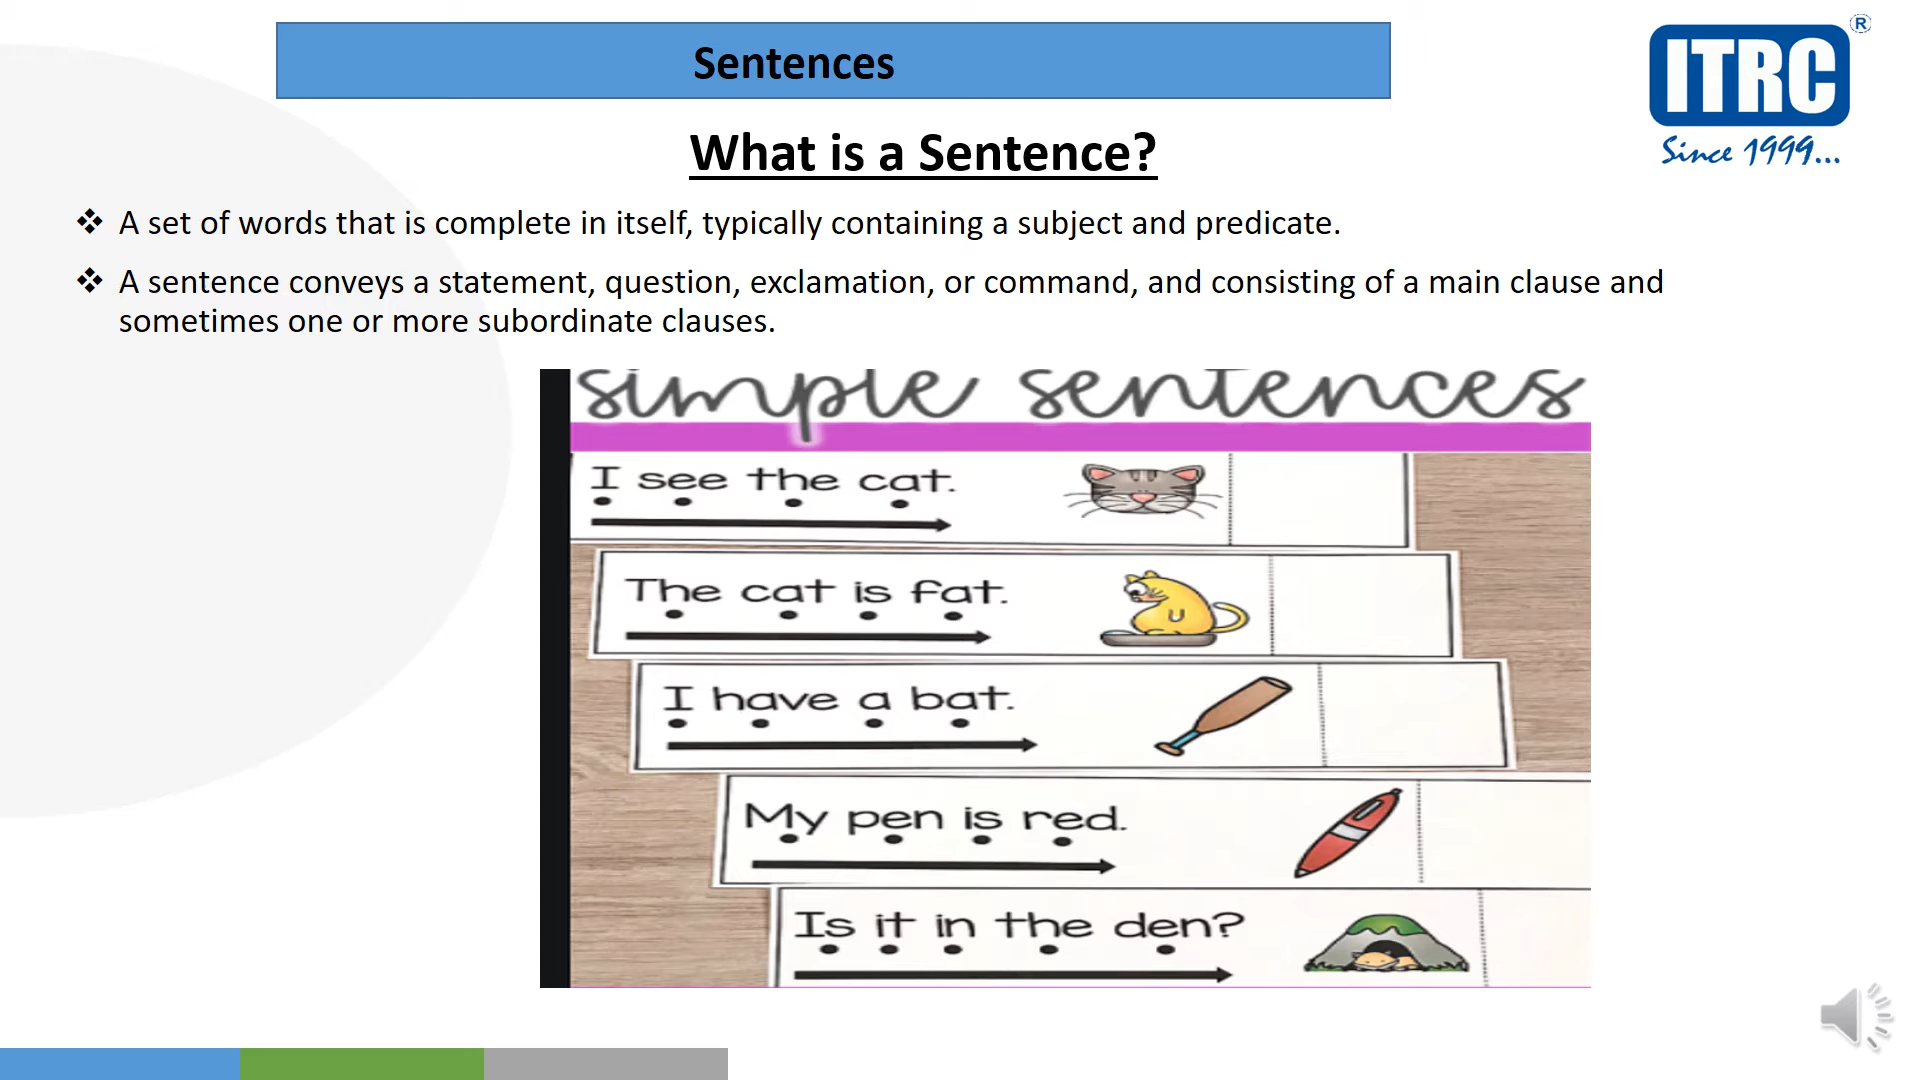 Sentences
ITRC®
Since 1999...
What is a Sentence?
❖ A set of words that is complete in itself, typically containing a subject and predicate.
❖ A sentence conveys a statement, question, exclamation, or command, and consisting of a main clause and
sometimes one or more subordinate clauses.
simple sentences
I see the cat.
The cat is fat.
I have a bat.
My pen is red.
Is it in the den?